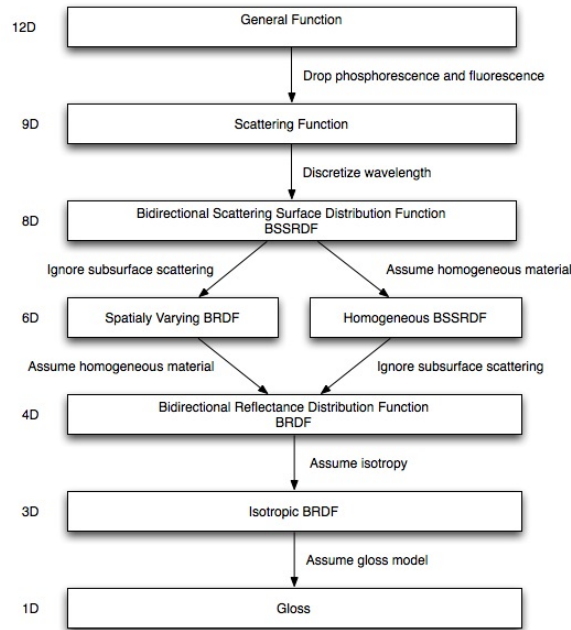 12D
General Function
Drop phosphorescence and fluorescence
9D
Scattering Function
Discretize wavelength
8D
Bidirectional Scattering Surface Distribution Function
BSSRDF
Ignore subsurface scattering
Assume homogeneous material
6D
Spatialy Varying BRDF
Homogeneous BSSRDF
Assume homogeneous material
Ignore subsurface scattering
4D
Bidirectional Reflectance Distribution Function
BRDF
Assume isotropy
3D
Isotropic BRDF
Assume gloss model
1D
Gloss